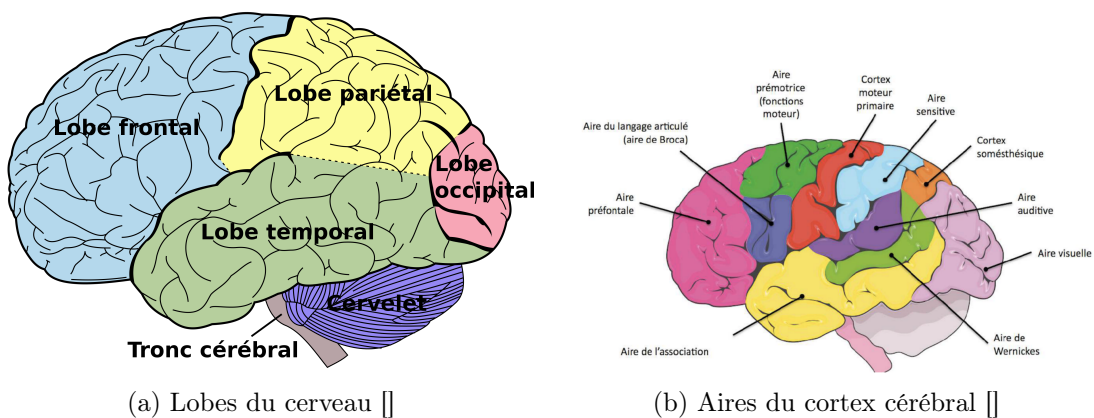 Lobe frontal
Lobe pariétal
Lobe
occipital
Lobe temporal
Cervelet
Tronc cérébral
(a) Lobes du cerveau []
Aire
prémotrice
(fonctions
moteur)
Cortex
moteur
primaire
Aire
sensitive
Aire du langage articulé
(aire de Broca)
Cortex
somésthésique
Aire
préfontale
Aire
auditive
Aire visuelle
Aire de l'association
Aire de
Wernickes
(b) Aires du cortex cérébral []